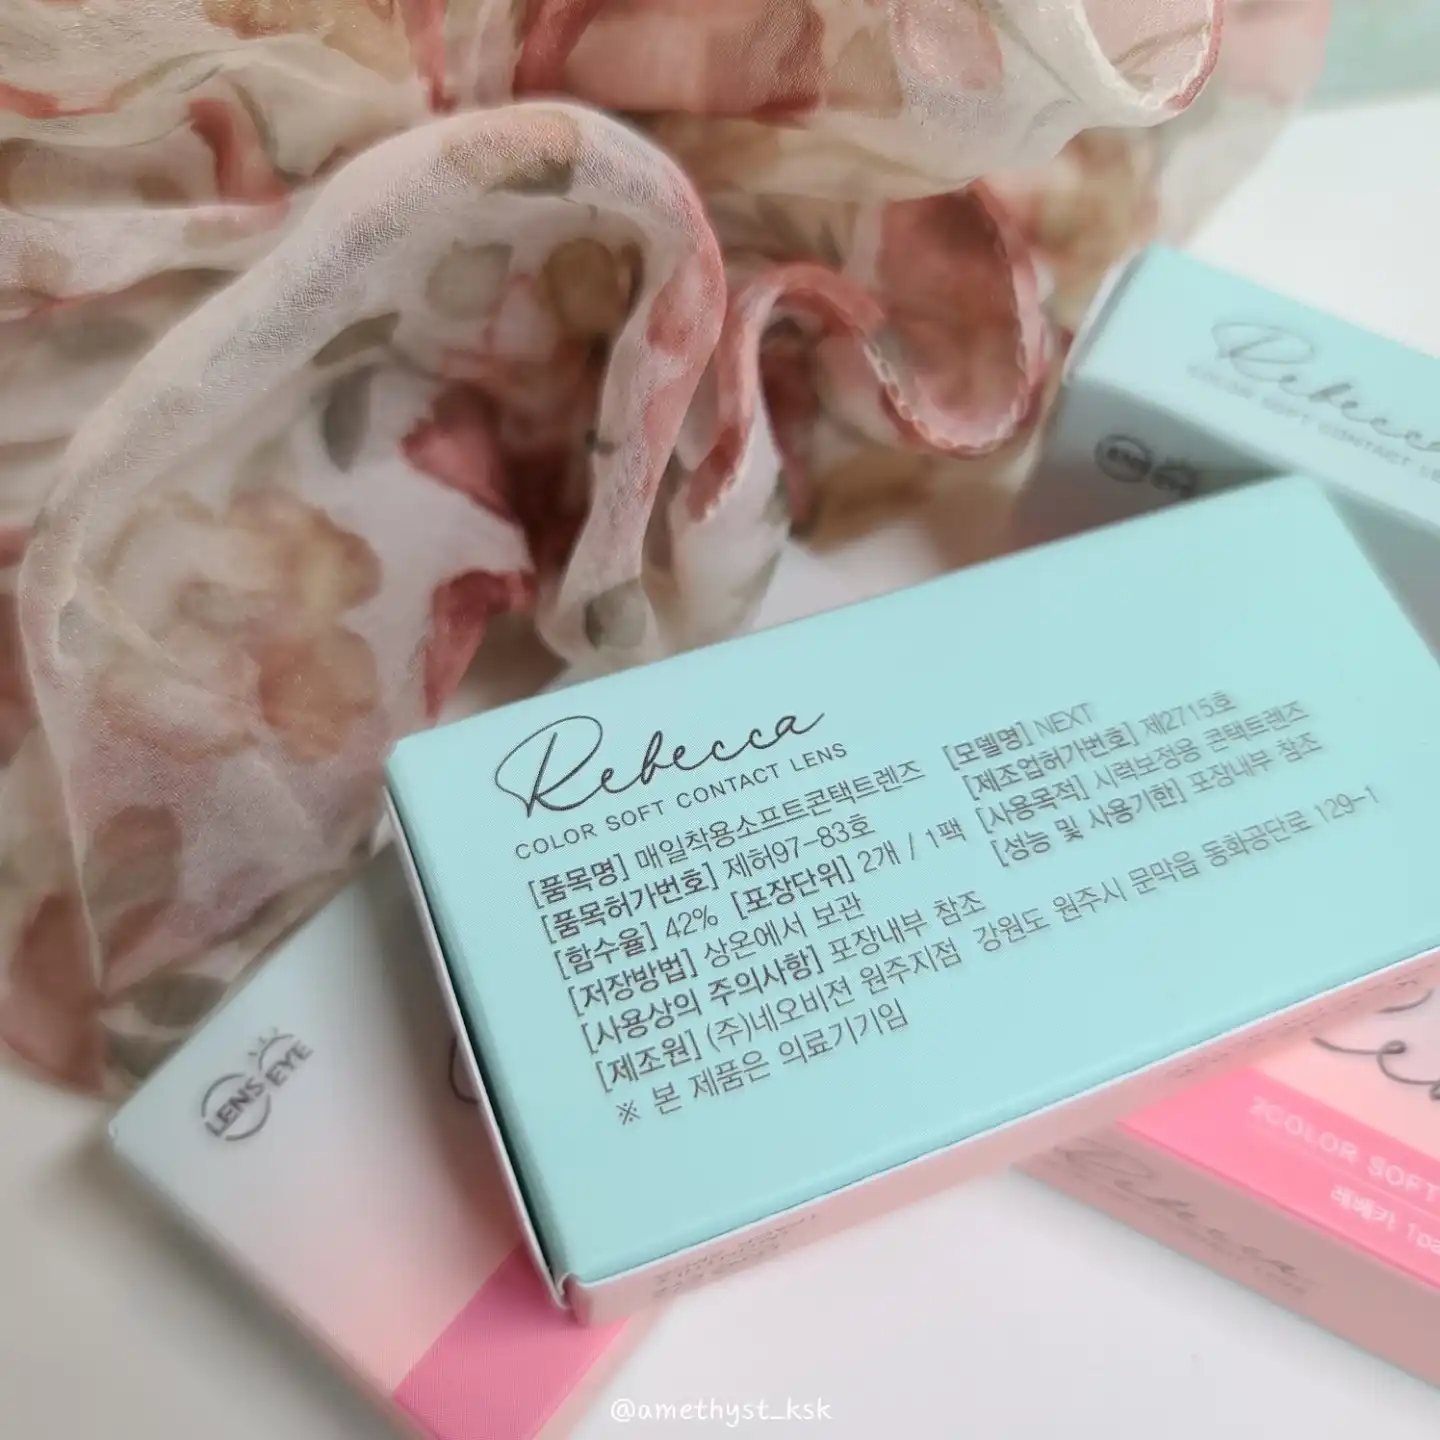 Rebecca
COLOR SOFT CONTACT LENS
[품목명] 매일착용소프트콘택트렌즈 [모델명] NEXT
[품목허가번호] 제허97-83호 [제조업허가번호] 제2715호
[함수율] 42% [포장단위] 2개 / 1팩 [사용목적] 시력보정용 콘택트렌즈
[저장방법] 상온에서 보관 [성능 및 사용기한] 포장내부 참조
[사용상의 주의사항] 포장내부 참조
[제조원] (주)네오비젼 원주지점 강원도 원주시 문막읍 동화공단로 129-1
※ 본 제품은 의료기기임
Rebecca
COLOR SOFT CONTACT
LENS EYE
LENS EYE
2COLOR SOFT
레베카
Rebecca
@amethyst_ksk